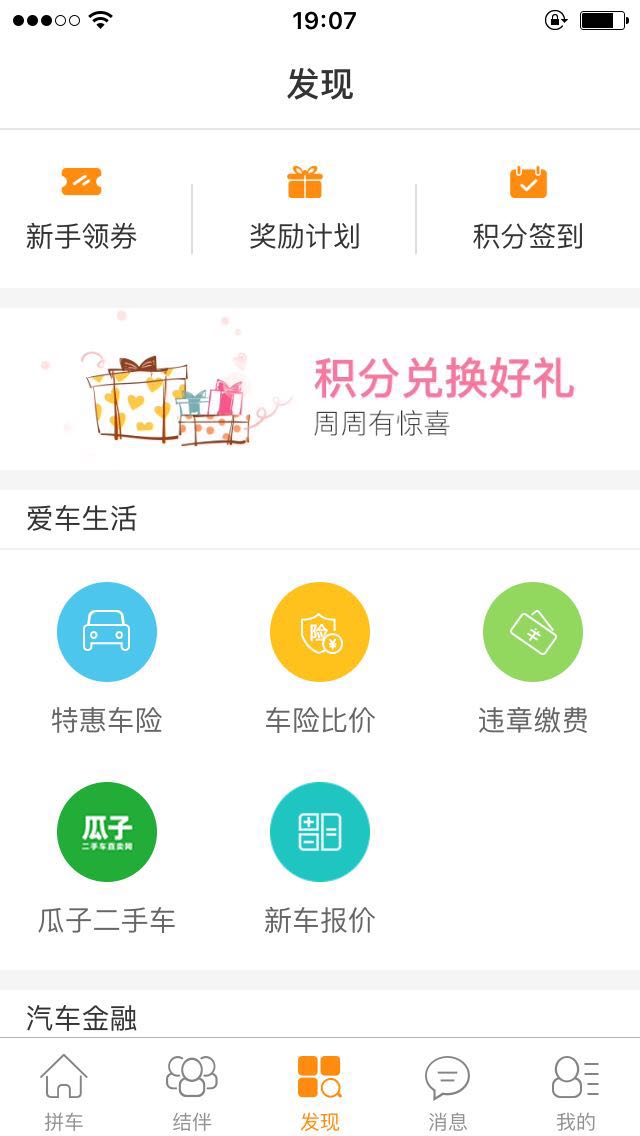 19:07
发现
新手领券
奖励计划
积分签到
积分兑换好礼
周周有惊喜
爱车生活
险
¥
特惠车险
车险比价
违章缴费
瓜子
二手车直卖网
瓜子二手车
新车报价
汽车金融
拼车
结伴
发现
消息
我的